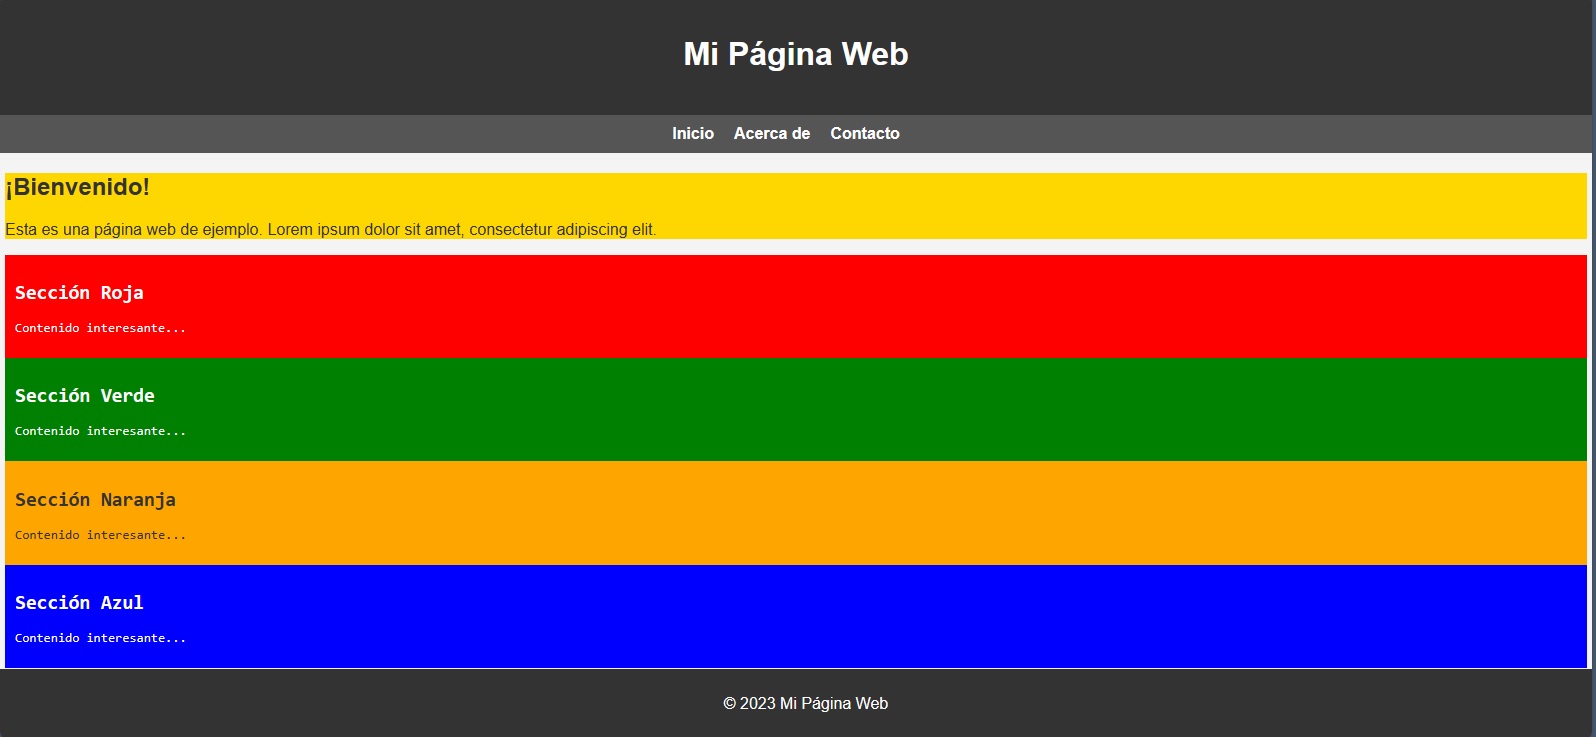 Mi Página Web
Inicio Acerca de Contacto
¡Bienvenido!
Esta es una página web de ejemplo. Lorem ipsum dolor sit amet, consectetur adipiscing elit.
Sección Roja
Contenido interesante...
Sección Verde
Contenido interesante...
Sección Naranja
Contenido interesante...
Sección Azul
Contenido interesante...
© 2023 Mi Página Web